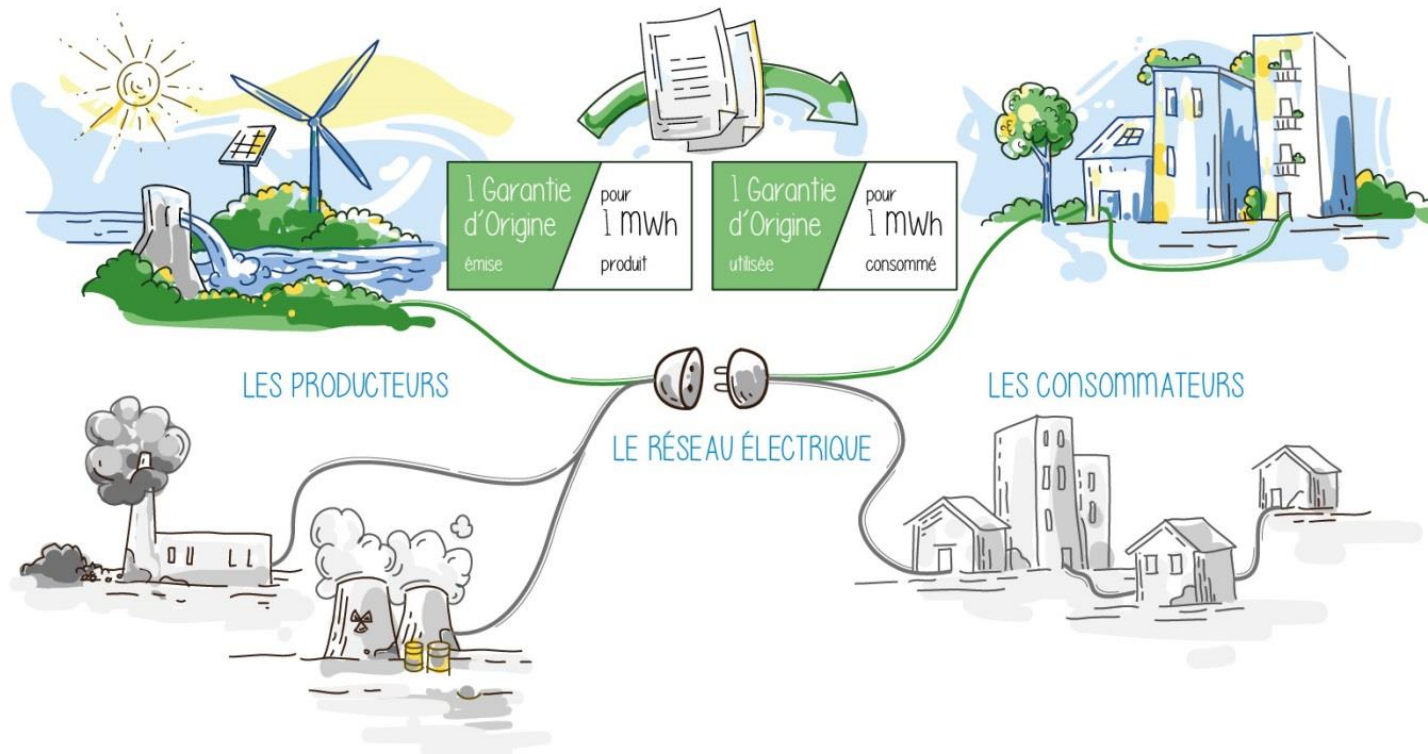 1 Garantie
d'Origine
émise
pour
1 MWh
produit
1 Garantie
d'Origine
utilisée
pour
1 MWh
consommé
LES PRODUCTEURS
LES CONSOMMATEURS
LE RÉSEAU ÉLECTRIQUE